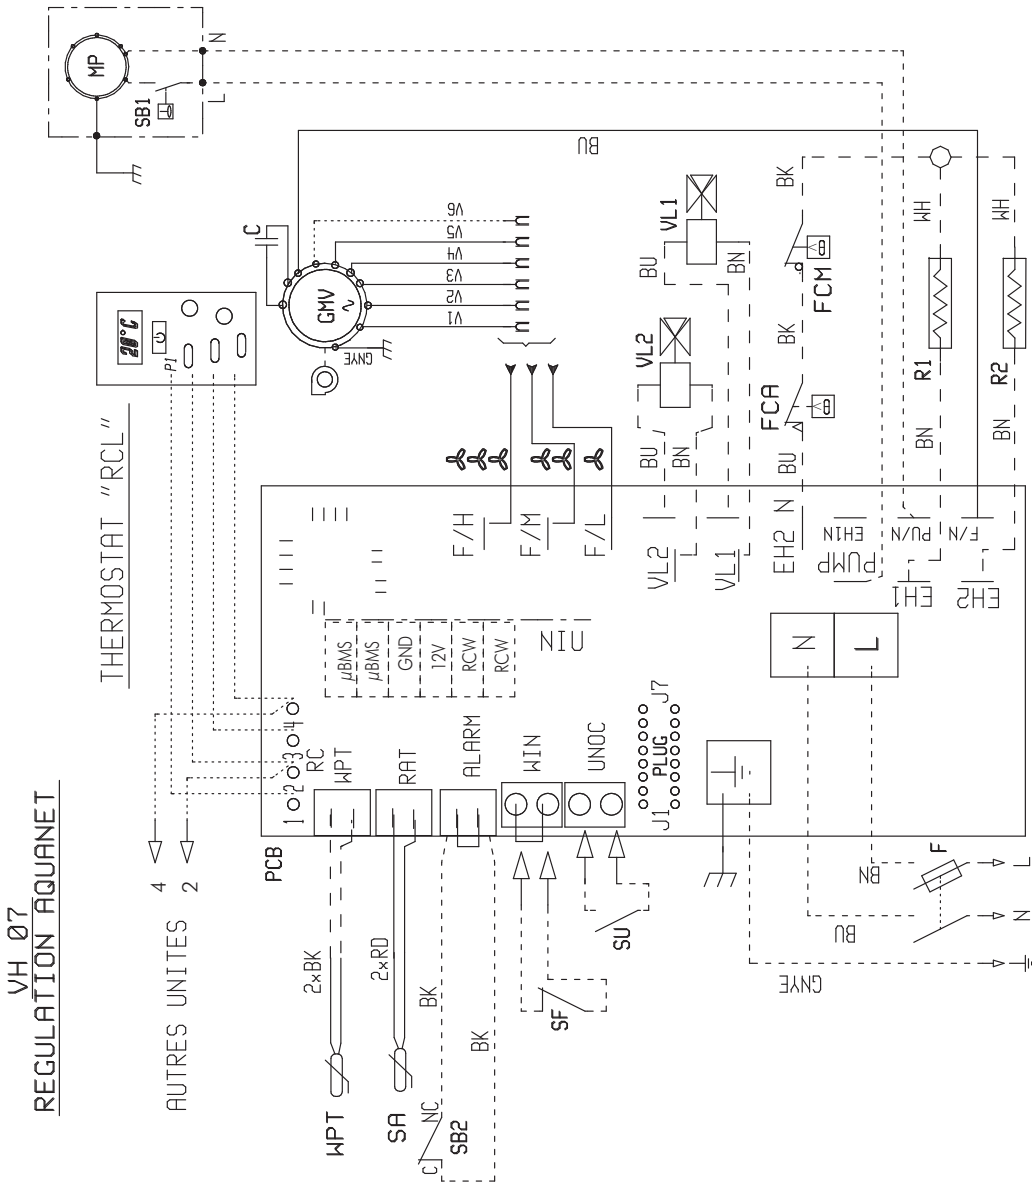 VH 07
REGULATION AQUANET
AUTRES UNITES
4
2
THERMOSTAT "RCL"
20°C
P1
MP
SB1
N
L
C
GMV
GNYE
V1
V2
V3
V4
V5
V6
BU
VL1
BU
BN
VL2
BU
BN
FCM
BK
FCA
BK
BU
R1
WH
BN
R2
WH
BN
F/H
F/M
F/L
VL2
VL1
EH2 N
PUMP
EH1N
PU/N
F/N
EH1
EH2
µBMS
µBMS
GND
12V
RCW
RCW
NIN
N
L
PCB
1
2
3
4
RC
WPT
RAT
ALARM
WIN
UNOC
J1
PLUG
J7
WPT
2xBK
SA
2xRD
SB2
C
NC
BK
BK
SF
SU
BN
BU
GNYE
F
L
N